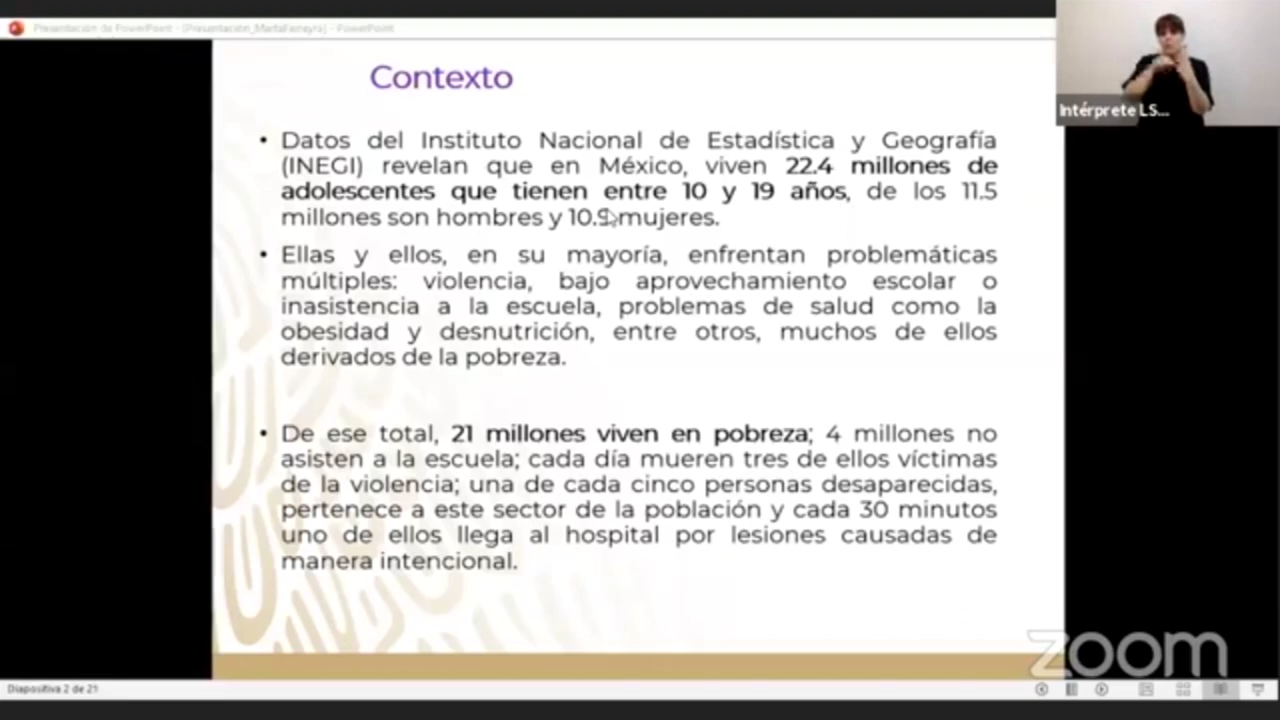 Presentación de PowerPoint - [Presentación_MartaFerreyra] - PowerPoint
Intérprete LS...
Contexto
• Datos del Instituto Nacional de Estadística y Geografía
(INEGI) revelan que en México, viven 22.4 millones de
adolescentes que tienen entre 10 y 19 años, de los 11.5
millones son hombres y 10.9 mujeres.
• Ellas y ellos, en su mayoría, enfrentan problemáticas
múltiples: violencia, bajo aprovechamiento escolar o
inasistencia a la escuela, problemas de salud como la
obesidad y desnutrición, entre otros, muchos de ellos
derivados de la pobreza.
• De ese total, 21 millones viven en pobreza; 4 millones no
asisten a la escuela; cada día mueren tres de ellos víctimas
de la violencia; una de cada cinco personas desaparecidas,
pertenece a este sector de la población y cada 30 minutos
uno de ellos llega al hospital por lesiones causadas de
manera intencional.
zoom
Diapositiva 2 de 21